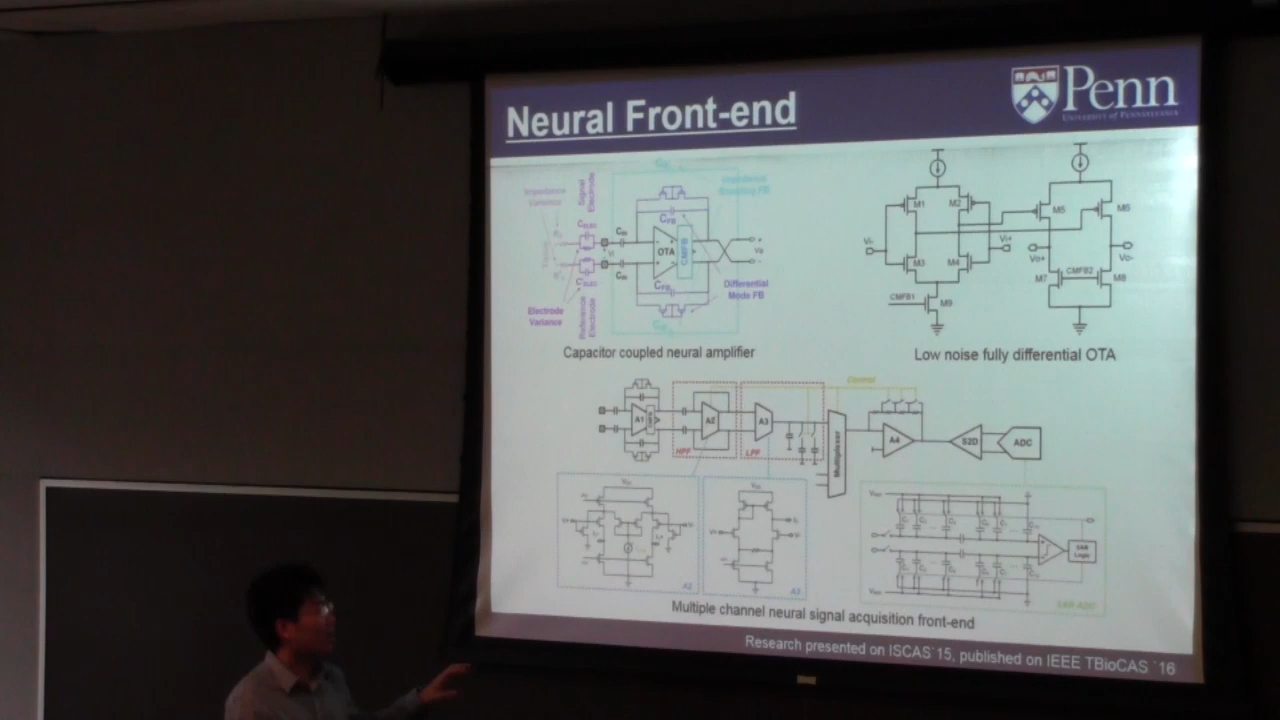 Neural Front-end
Penn
UNIVERSITY of PENNSYLVANIA
Impedance
Variance
Signal
Electrode
Impedance
Boosting FB
OTA
CMFB
Differential
Mode FB
Electrode
Variance
Reference
Electrode
Capacitor coupled neural amplifier
M1
M2
M5
M6
Vi-
Vi+
Vo+
Vo-
M3
M4
M7
CMFB2
M8
CMFB1
M9
Low noise fully differential OTA
Control
A1
A2
A3
HPF
LPF
Multiplexer
A4
S2D
ADC
A2
A3
SAR
Logic
SAR ADC
Multiple channel neural signal acquisition front-end
Research presented on ISCAS`15, published on IEEE TBioCAS `16